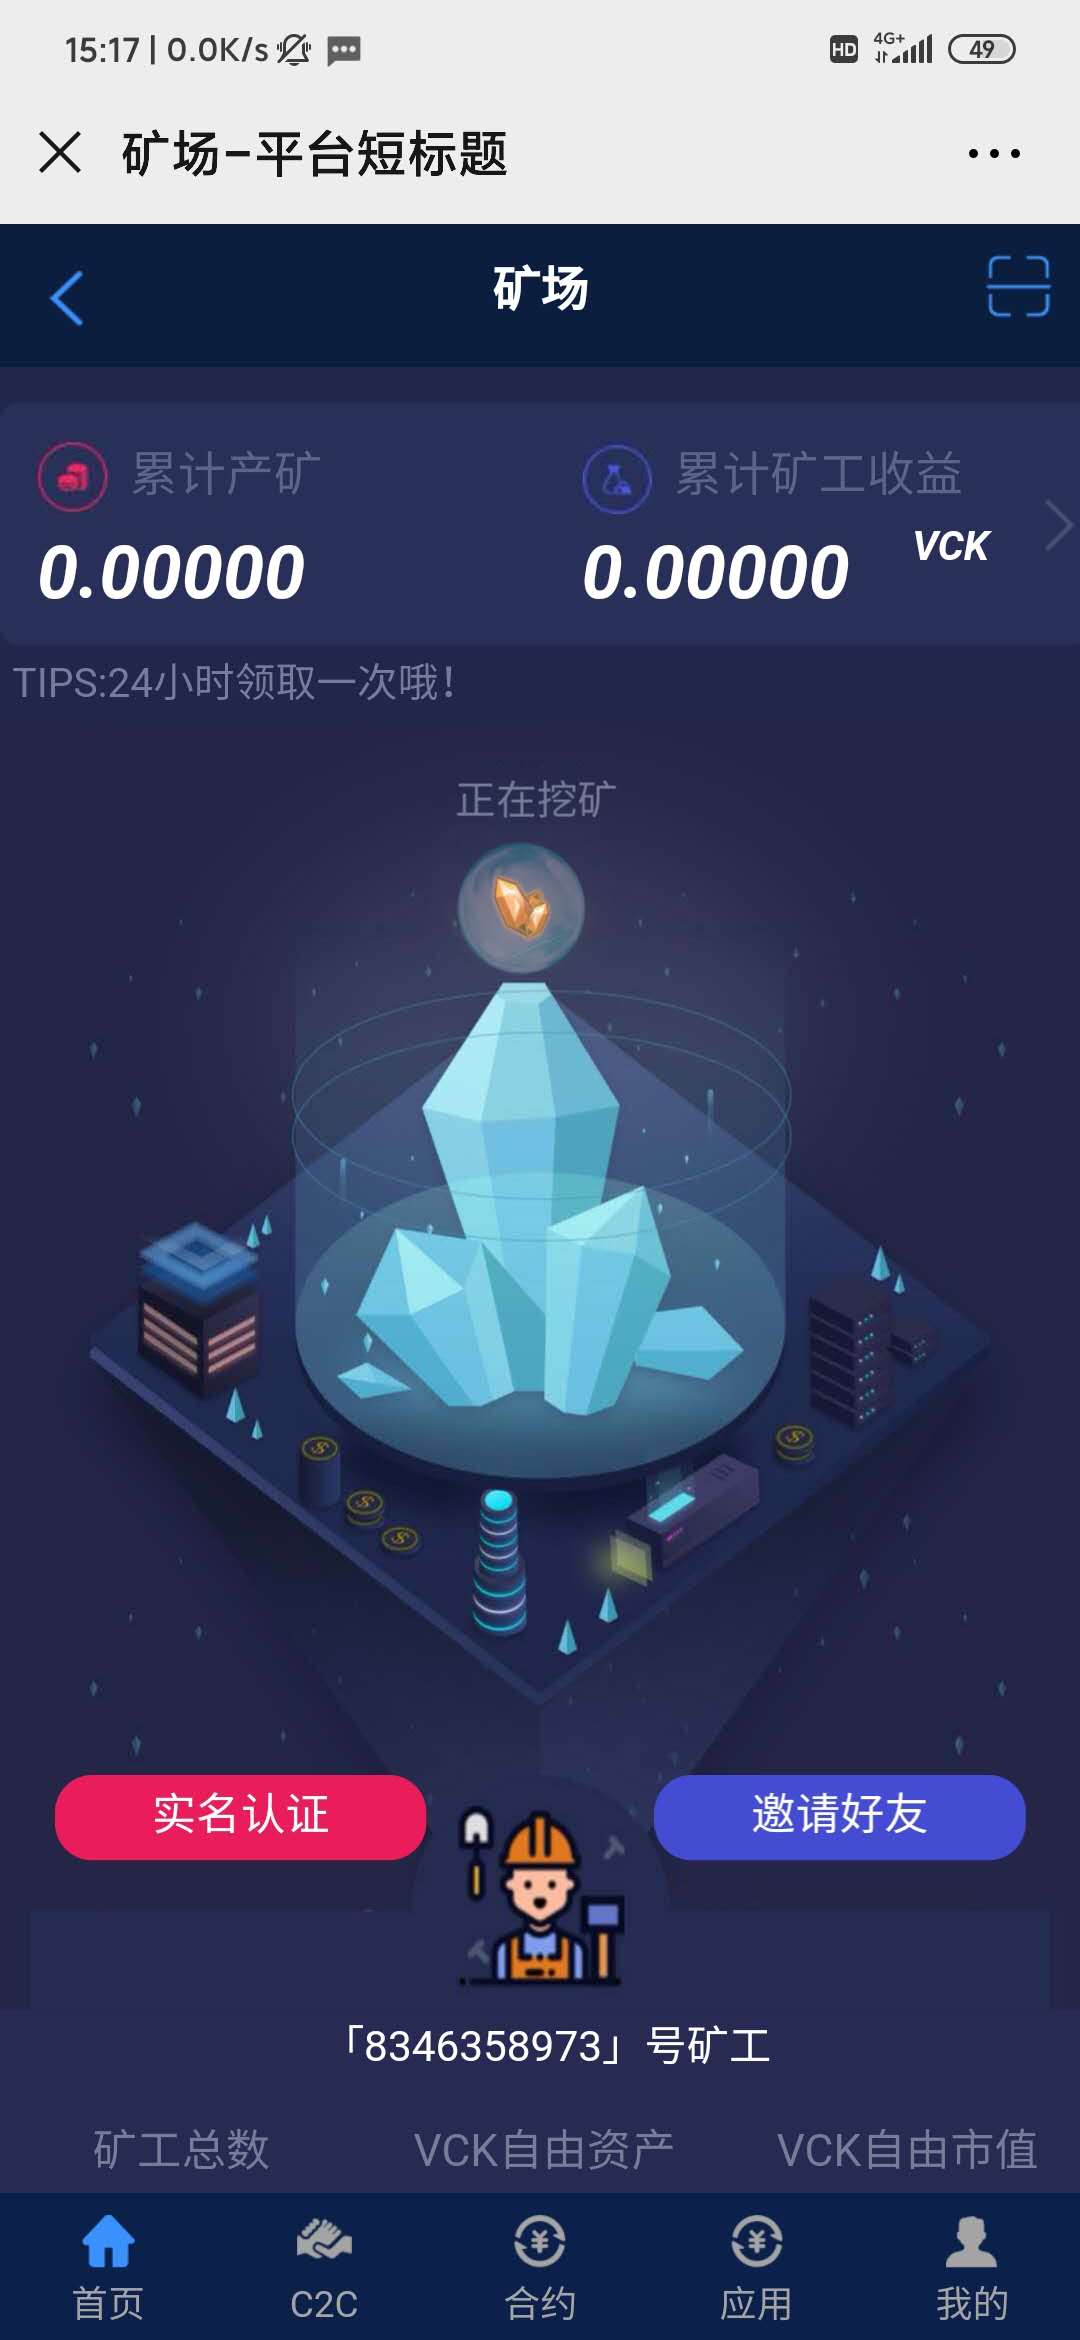 15:17 | 0.0K/s HD 4G+ 49
矿场-平台短标题
矿场
累计产矿 累计矿工收益
0.00000 0.00000 VCK
TIPS:24小时领取一次哦!
正在挖矿
实名认证 邀请好友
「8346358973」号矿工
矿工总数 VCK自由资产 VCK自由市值
首页 C2C 合约 应用 我的